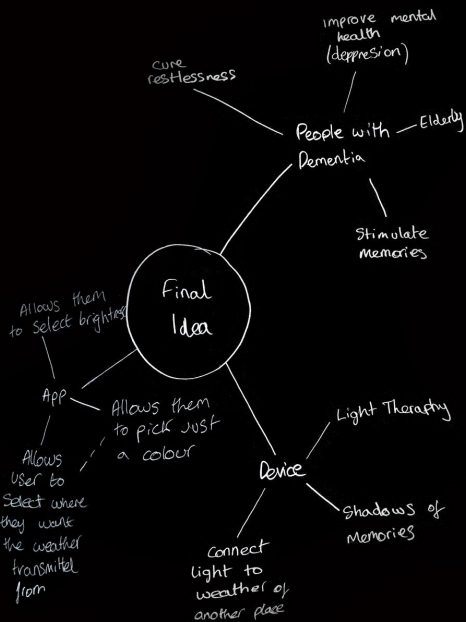 improve mental
health
(deppresion)
cure
restlessness
People with
Dementia
Elderly
Stimulate
memories
Final
Idea
Allows them
to select brightness
App
Allows them
to pick just
a colour
Allows
user to
select where
they want
the weather
transmittel
from
Device
Light Theraphy
Shadows of
Memories
Connect
light to
weather of
another place